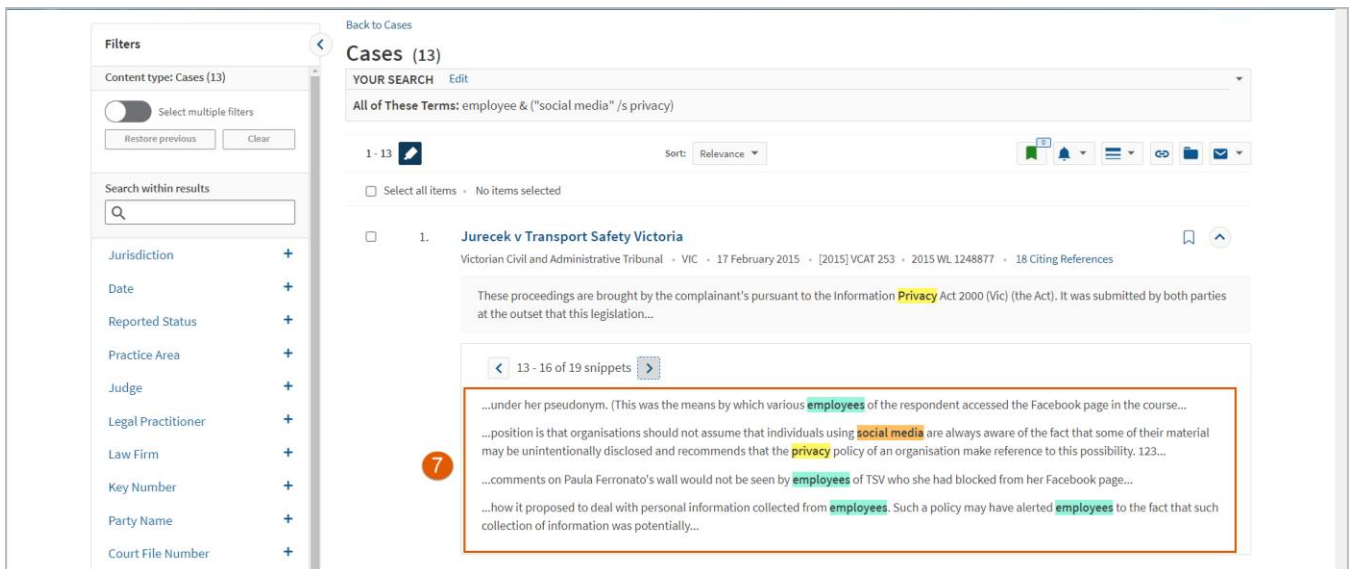 Back to Cases
Filters
Cases (13)
Content type: Cases (13)
YOUR SEARCH Edit
Select multiple filters
All of These Terms: employee & ("social media" /s privacy)
Restore previous Clear
1 - 13 Sort: Relevance 0
Search within results
Select all items • No items selected
1. Jurecek v Transport Safety Victoria
Victorian Civil and Administrative Tribunal • VIC • 17 February 2015 • [2015] VCAT 253 • 2015 WL 1248877 • 18 Citing References
These proceedings are brought by the complainant's pursuant to the Information Privacy Act 2000 (Vic) (the Act). It was submitted by both parties
at the outset that this legislation...
13 - 16 of 19 snippets
...under her pseudonym. (This was the means by which various employees of the respondent accessed the Facebook page in the course...
...position is that organisations should not assume that individuals using social media are always aware of the fact that some of their material
may be unintentionally disclosed and recommends that the privacy policy of an organisation make reference to this possibility. 123...
7
...comments on Paula Ferronato's wall would not be seen by employees of TSV who she had blocked from her Facebook page...
...how it proposed to deal with personal information collected from employees. Such a policy may have alerted employees to the fact that such
collection of information was potentially...
Jurisdiction +
Date +
Reported Status +
Practice Area +
Judge +
Legal Practitioner +
Law Firm +
Key Number +
Party Name +
Court File Number +